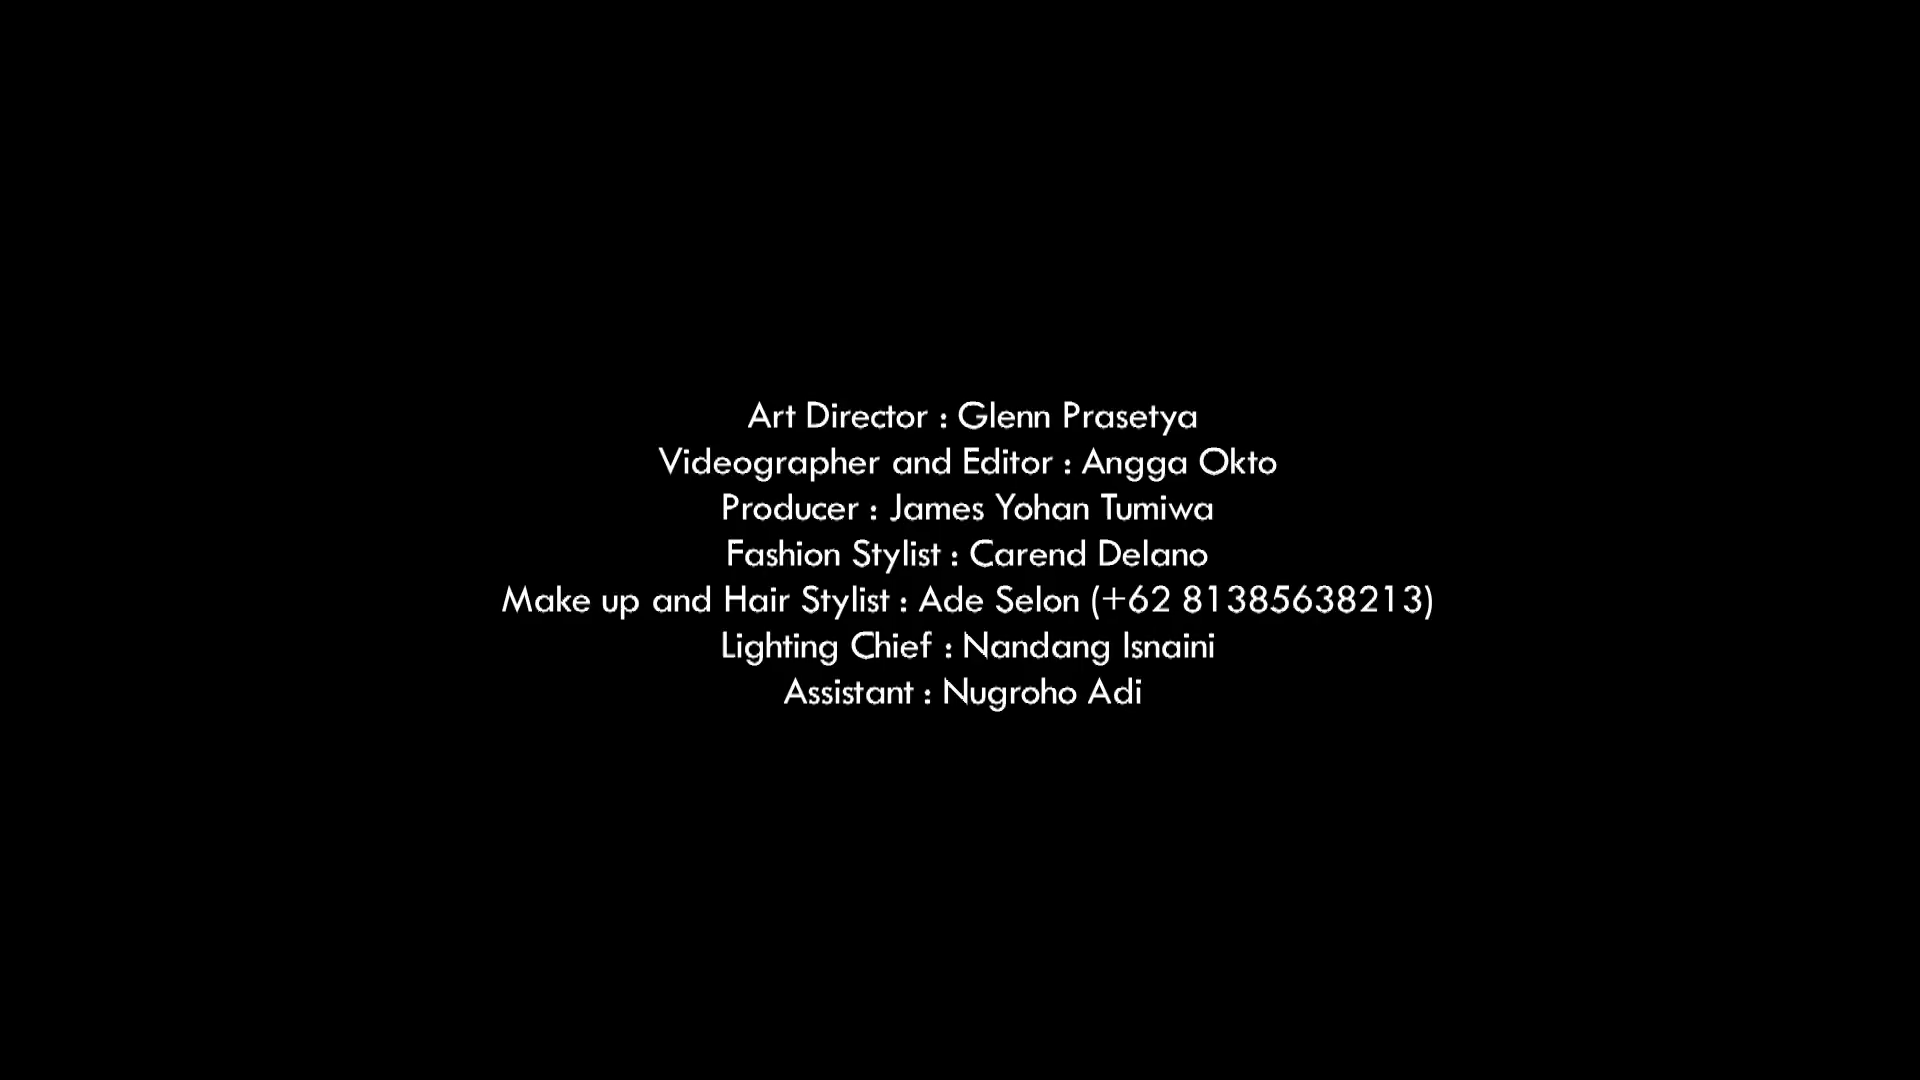 Art Director : Glenn Prasetya
Videographer and Editor : Angga Okto
Producer : James Yohan Tumiwa
Fashion Stylist : Carend Delano
Make up and Hair Stylist : Ade Selon (+62 81385638213)
Lighting Chief : Nandang Isnaini
Assistant : Nugroho Adi